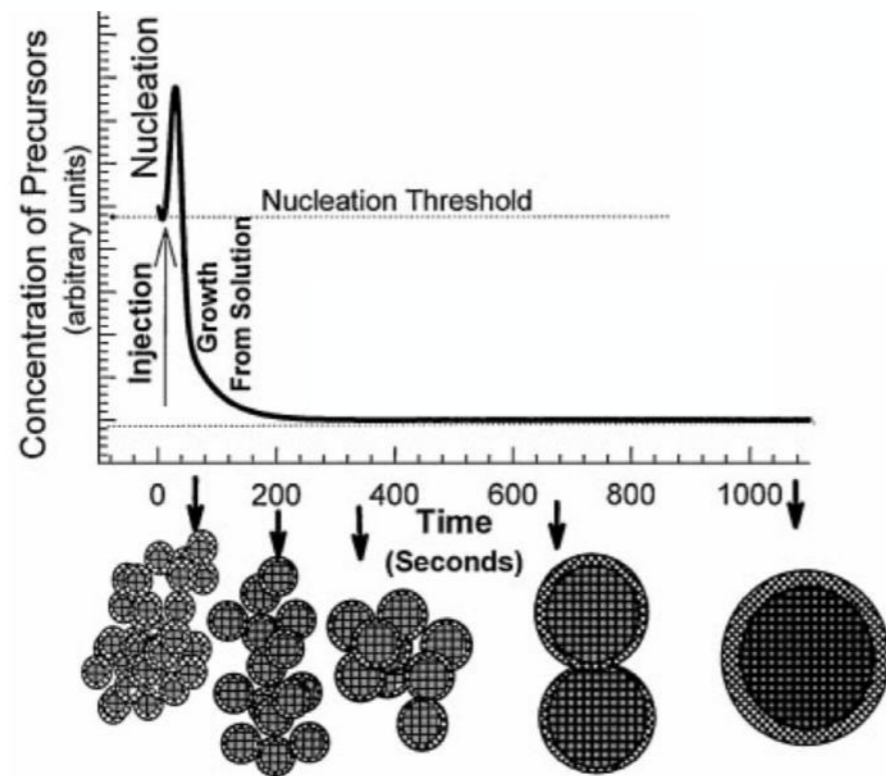 Concentration of Precursors
(arbitrary units)
Nucleation
Nucleation Threshold
Injection
Growth
From Solution
0 200 400 600 800 1000
Time
(Seconds)